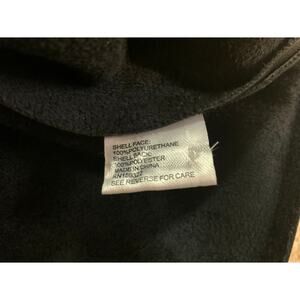 SHELL FACE:
100%POLYURETHANE
SHELL BACK:
100%POLYESTER
MADE IN CHINA
SEE REVERSE FOR CARE